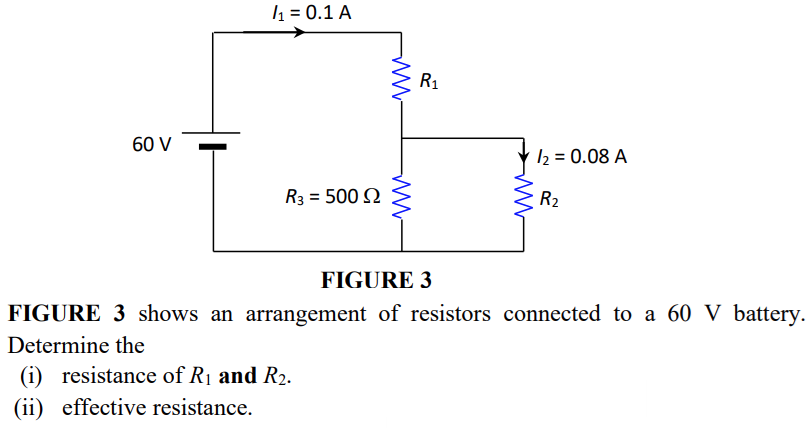 I₁ = 0.1 A
R₁
60 V
I₂ = 0.08 A
R₃ = 500 Ω
R₂
FIGURE 3
FIGURE 3 shows an arrangement of resistors connected to a 60 V battery.
Determine the
(i) resistance of R₁ and R₂.
(ii) effective resistance.